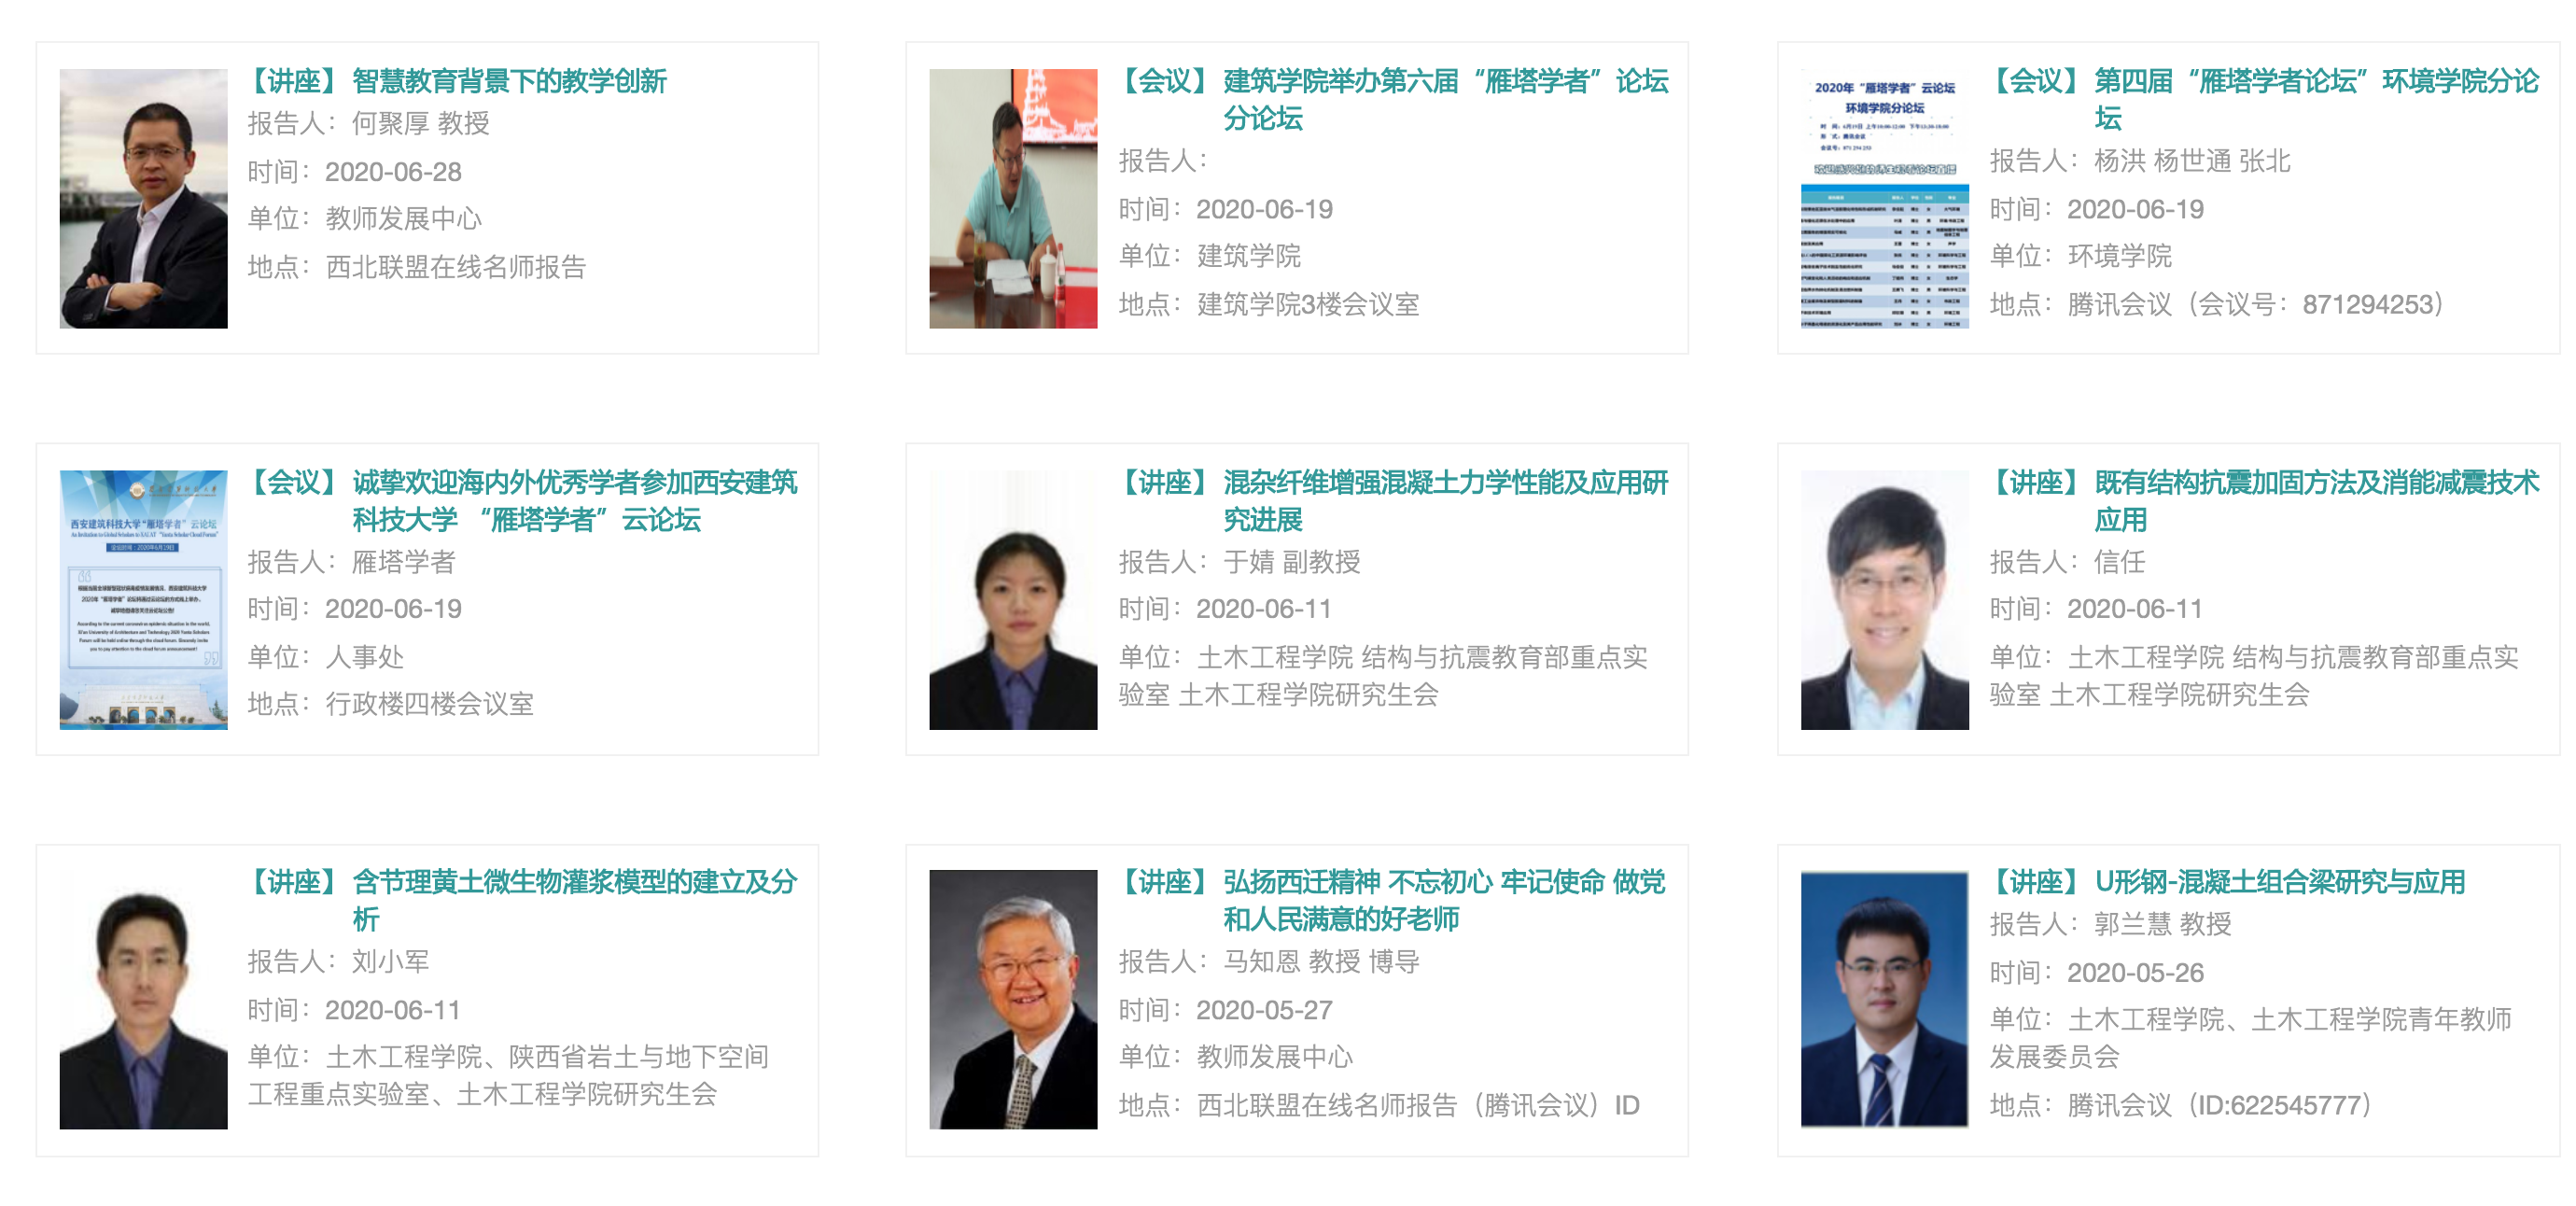 【讲座】智慧教育背景下的教学创新
报告人：何聚厚 教授
时间：2020-06-28
单位：教师发展中心
地点：西北联盟在线名师报告
【会议】建筑学院举办第六届“雁塔学者”论坛
分论坛
报告人：
时间：2020-06-19
单位：建筑学院
地点：建筑学院3楼会议室
2020年“雁塔学者”云论坛
环境学院分论坛
【会议】第四届“雁塔学者论坛”环境学院分论
坛
报告人：杨洪 杨世通 张北
时间：2020-06-19
单位：环境学院
地点：腾讯会议（会议号：871294253）
西安建筑科技大学“雁塔学者”云论坛
【会议】诚挚欢迎海内外优秀学者参加西安建筑
科技大学 “雁塔学者”云论坛
报告人：雁塔学者
时间：2020-06-19
单位：人事处
地点：行政楼四楼会议室
【讲座】混杂纤维增强混凝土力学性能及应用研
究进展
报告人：于婧 副教授
时间：2020-06-11
单位：土木工程学院 结构与抗震教育部重点实
验室 土木工程学院研究生会
【讲座】既有结构抗震加固方法及消能减震技术
应用
报告人：信任
时间：2020-06-11
单位：土木工程学院 结构与抗震教育部重点实
验室 土木工程学院研究生会
【讲座】含节理黄土微生物灌浆模型的建立及分
析
报告人：刘小军
时间：2020-06-11
单位：土木工程学院、陕西省岩土与地下空间
工程重点实验室、土木工程学院研究生会
【讲座】弘扬西迁精神 不忘初心 牢记使命 做党
和人民满意的好老师
报告人：马知恩 教授 博导
时间：2020-05-27
单位：教师发展中心
地点：西北联盟在线名师报告（腾讯会议）ID
【讲座】U形钢-混凝土组合梁研究与应用
报告人：郭兰慧 教授
时间：2020-05-26
单位：土木工程学院、土木工程学院青年教师
发展委员会
地点：腾讯会议（ID:622545777）